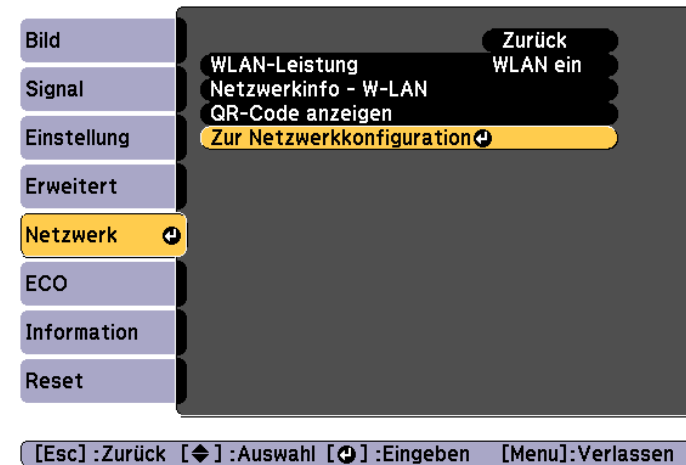 Bild
Signal
Einstellung
Erweitert
Netzwerk
ECO
Information
Reset
Zurück
WLAN-Leistung WLAN ein
Netzwerkinfo - W-LAN
QR-Code anzeigen
Zur Netzwerkkonfiguration
[Esc] :Zurück [◆] :Auswahl [⏎] :Eingeben [Menu]:Verlassen